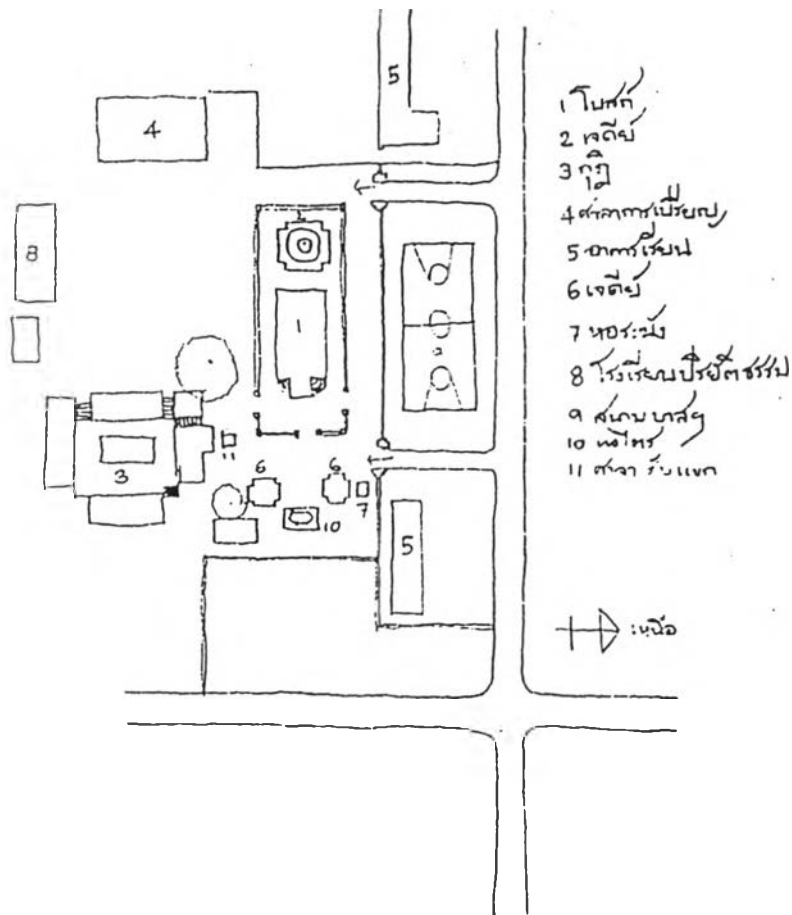 5
4
8
1
3
11
6
6
7
10
5
1 โบสถ์
2 เจดีย์
3 กุฏิ
4 ศาลาการเปรียญ
5 อาคารเรียน
6 เจดีย์
7 หอระฆัง
8 โรงเรียนปริยัติธรรม
9 สนามบาสฯ
10 หอไตร
11 ศาลา รับแขก
เหนือ